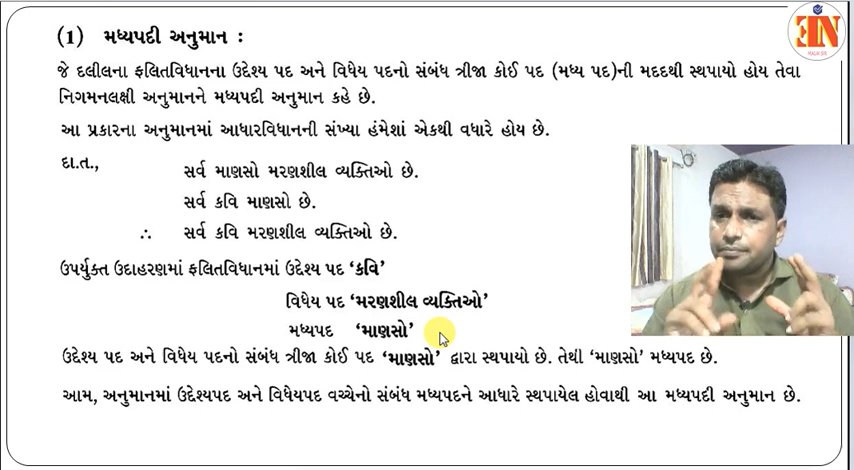 (1) મધ્યપદી અનુમાન :
જે દલીલના ફલિતવિધાનના ઉદ્દેશ્ય પદ અને વિધેય પદનો સંબંધ ત્રીજા કોઈ પદ (મધ્ય પદ)ની મદદથી સ્થપાયો હોય તેવા
નિગમનલક્ષી અનુમાનને મધ્યપદી અનુમાન કહે છે.
આ પ્રકારના અનુમાનમાં આધારવિધાનની સંખ્યા હંમેશાં એકથી વધારે હોય છે.
દા.ત., સર્વ માણસો મરણશીલ વ્યક્તિઓ છે.
સર્વ કવિ માણસો છે.
∴ સર્વ કવિ મરણશીલ વ્યક્તિઓ છે.
ઉપર્યુક્ત ઉદાહરણમાં ફલિતવિધાનમાં ઉદ્દેશ્ય પદ ‘કવિ’
વિધેય પદ ‘મરણશીલ વ્યક્તિઓ’
મધ્યપદ ‘માણસો’
ઉદ્દેશ્ય પદ અને વિધેય પદનો સંબંધ ત્રીજા કોઈ પદ ‘માણસો’ દ્વારા સ્થપાયો છે. તેથી ‘માણસો’ મધ્યપદ છે.
આમ, અનુમાનમાં ઉદ્દેશ્યપદ અને વિધેયપદ વચ્ચેનો સંબંધ મધ્યપદને આધારે સ્થપાયેલ હોવાથી આ મધ્યપદી અનુમાન છે.